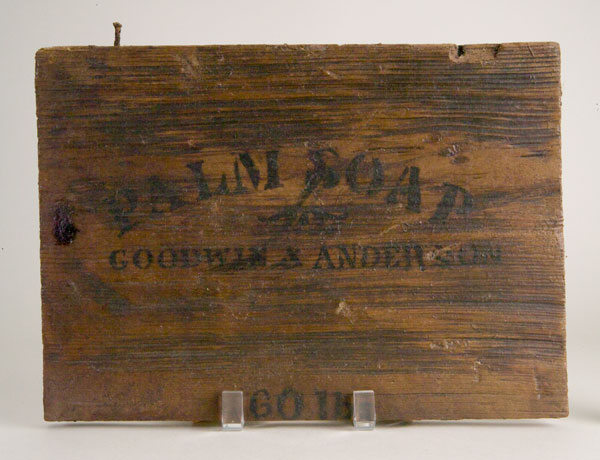 PALM SOAP
GOODWIN & ANDERSON
60 lb